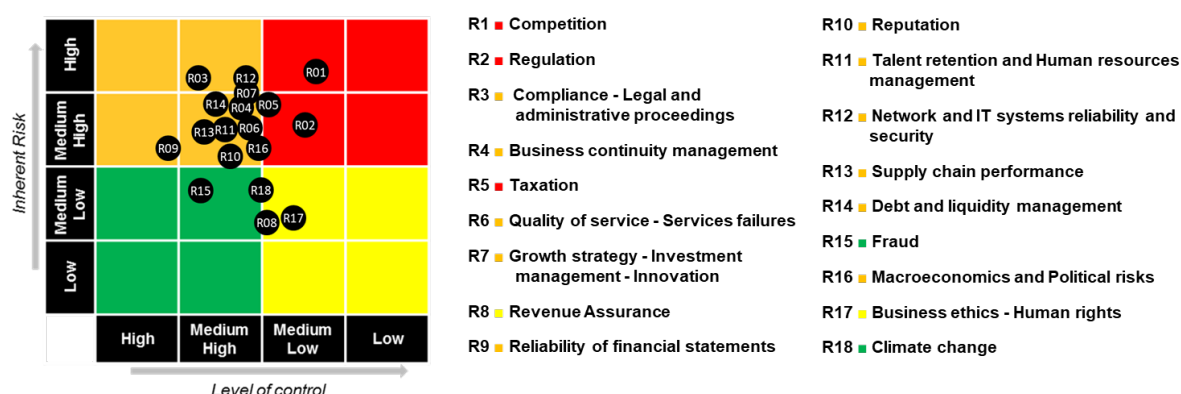 Inherent Risk
High
Medium
High
Medium
Low
Low
R03
R12
R01
R07
R14
R04
R05
R13
R11
R06
R02
R09
R10
R16
R15
R18
R08
R17
High
Medium
High
Medium
Low
Low
Level of control
R1 Competition
R2 Regulation
R3 Compliance - Legal and
administrative proceedings
R4 Business continuity management
R5 Taxation
R6 Quality of service - Services failures
R7 Growth strategy - Investment
management - Innovation
R8 Revenue Assurance
R9 Reliability of financial statements
R10 Reputation
R11 Talent retention and Human resources
management
R12 Network and IT systems reliability and
security
R13 Supply chain performance
R14 Debt and liquidity management
R15 Fraud
R16 Macroeconomics and Political risks
R17 Business ethics - Human rights
R18 Climate change